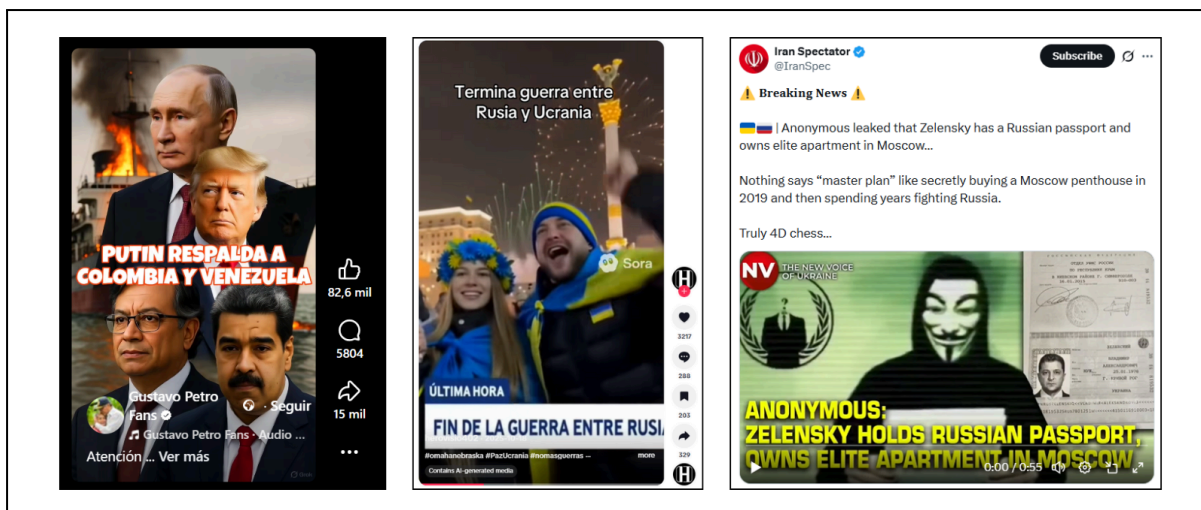 PUTIN RESPALDA A
COLOMBIA Y VENEZUELA
82,6 mil
5804
15 mil
Gustavo Petro
Fans
· Seguir
Gustavo Petro Fans · Audio ...
Atención ... Ver más
Termina guerra entre
Rusia y Ucrania
Sora
H
3217
288
203
329
H
ÚLTIMA HORA
FIN DE LA GUERRA ENTRE RUSI
#omahanebraska #PazUcrania #nomasguerras ... more
Contains AI-generated media
Iran Spectator
@IranSpec
Subscribe
Breaking News
| Anonymous leaked that Zelensky has a Russian passport and
owns elite apartment in Moscow...
Nothing says “master plan” like secretly buying a Moscow penthouse in
2019 and then spending years fighting Russia.
Truly 4D chess...
NV
THE NEW VOICE
OF UKRAINE
?
ANONYMOUS:
ZELENSKY HOLDS RUSSIAN PASSPORT,
OWNS ELITE APARTMENT IN MOSCOW
0:00 / 0:55